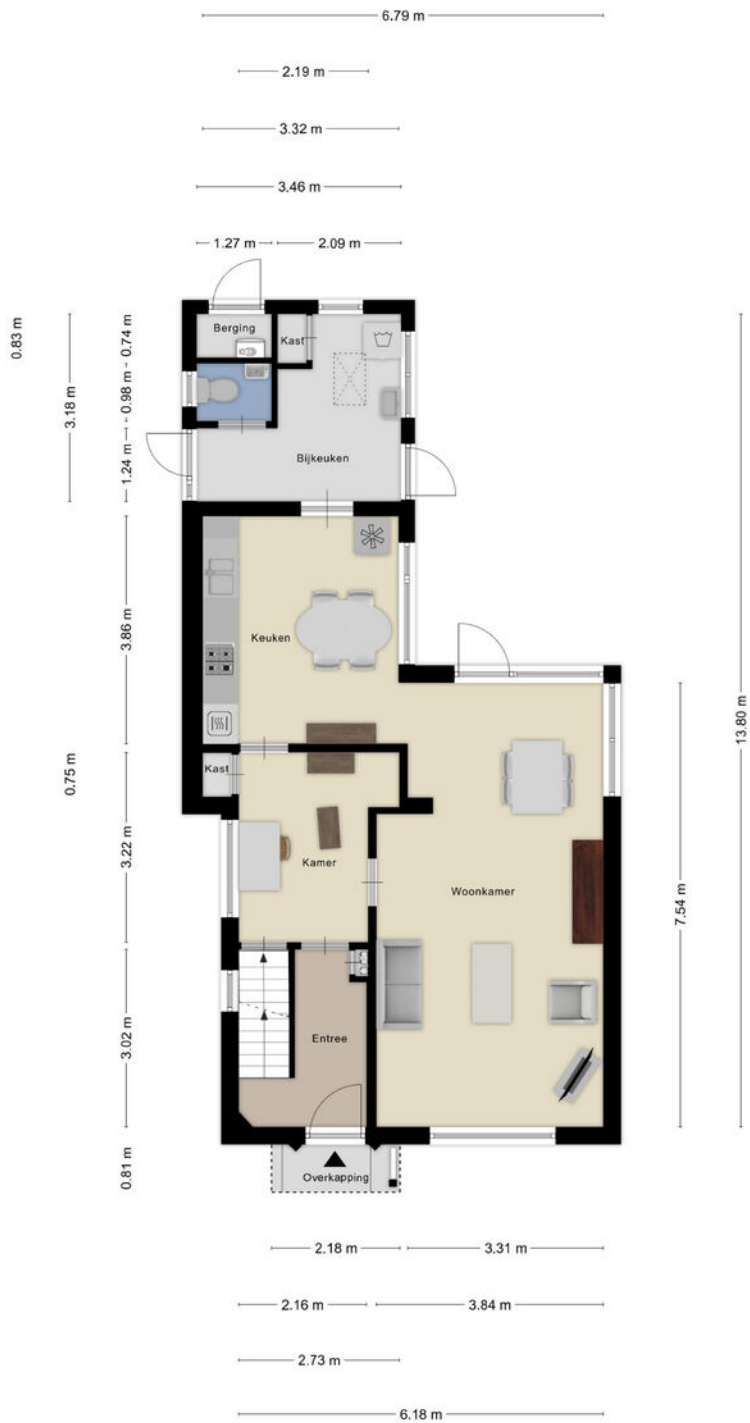 6.79 m
2.19 m
3.32 m
3.46 m
1.27 m
2.09 m
0.83 m
3.18 m
0.74 m
0.98 m
1.24 m
Berging
Kast
Bijkeuken
3.86 m
Keuken
13.80 m
0.75 m
Kast
3.22 m
Kamer
Woonkamer
7.54 m
3.02 m
Entree
0.81 m
Overkapping
2.18 m
3.31 m
2.16 m
3.84 m
2.73 m
6.18 m